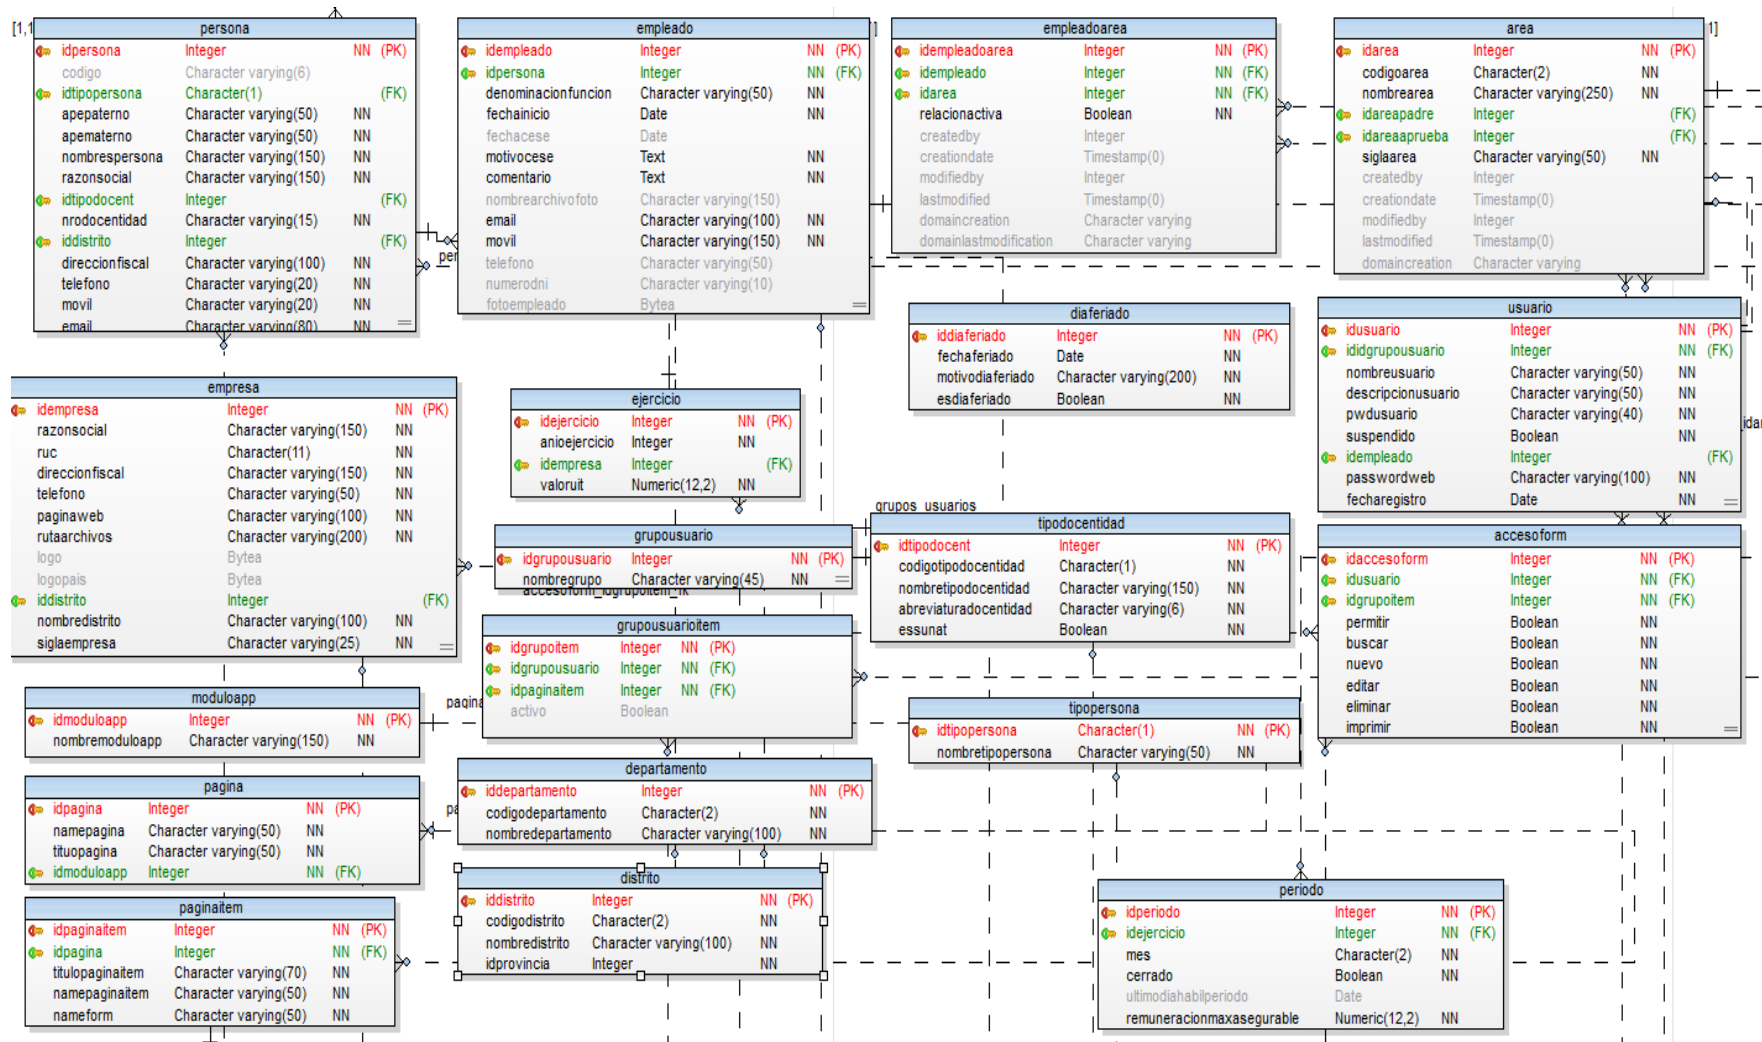 [1,1
persona
idpersona Integer NN (PK)
codigo Character varying(6)
idtipopersona Character(1) (FK)
apepaterno Character varying(50) NN
apematerno Character varying(50) NN
nombrespersona Character varying(150) NN
razonsocial Character varying(150) NN
idtipodocent Integer (FK)
nrodocentidad Character varying(15) NN
iddistrito Integer (FK)
direccionfiscal Character varying(100) NN
telefono Character varying(20) NN
movil Character varying(20) NN
email Character varying(80) NN
per
empleado
idempleado Integer NN (PK)
idpersona Integer NN (FK)
denominacionfuncion Character varying(50) NN
fechainicio Date NN
fechacese Date
motivocese Text NN
comentario Text NN
nombrearchivofoto Character varying(150)
email Character varying(100) NN
movil Character varying(150) NN
telefono Character varying(50)
numerodni Character varying(10)
fotoempleado Bytea
]
empleadoarea
idempleadoarea Integer NN (PK)
idempleado Integer NN (FK)
idarea Integer NN (FK)
relacionactiva Boolean NN
createdby Integer
creationdate Timestamp(0)
modifiedby Integer
lastmodified Timestamp(0)
domaincreation Character varying
domainlastmodification Character varying
area
idarea Integer NN (PK)
codigoarea Character(2) NN
nombrearea Character varying(250) NN
idareapadre Integer (FK)
idareaaprueba Integer (FK)
siglaarea Character varying(50) NN
createdby Integer
creationdate Timestamp(0)
modifiedby Integer
lastmodified Timestamp(0)
domaincreation Character varying
1]
diaferiado
iddiaferiado Integer NN (PK)
fechaferiado Date NN
motivodiaferiado Character varying(200) NN
esdiaferiado Boolean NN
usuario
idusuario Integer NN (PK)
ididgrupousuario Integer NN (FK)
nombreusuario Character varying(50) NN
descripcionusuario Character varying(50) NN
pwdusuario Character varying(40) NN
suspendido Boolean NN
idempleado Integer (FK)
passwordweb Character varying(100) NN
fecharegistro Date NN
idar
empresa
idempresa Integer NN (PK)
razonsocial Character varying(150) NN
ruc Character(11) NN
direccionfiscal Character varying(150) NN
telefono Character varying(50) NN
paginaweb Character varying(100) NN
rutaarchivos Character varying(200) NN
logo Bytea
logopais Bytea
iddistrito Integer (FK)
nombredistrito Character varying(100) NN
siglaempresa Character varying(25) NN
ejercicio
idejercicio Integer NN (PK)
anioejercicio Integer NN
idempresa Integer (FK)
valoruit Numeric(12,2) NN
grupos_usuarios
grupousuario
idgrupousuario Integer NN (PK)
nombregrupo Character varying(45) NN
accesoform_idgrupoitem_fk
tipodocentidad
idtipodocent Integer NN (PK)
codigotipodocentidad Character(1) NN
nombretipodocentidad Character varying(150) NN
abreviaturadocentidad Character varying(6) NN
essunat Boolean NN
accesoform
idaccesoform Integer NN (PK)
idusuario Integer NN (FK)
idgrupoitem Integer NN (FK)
permitir Boolean NN
buscar Boolean NN
nuevo Boolean NN
editar Boolean NN
eliminar Boolean NN
imprimir Boolean NN
grupousuarioitem
idgrupoitem Integer NN (PK)
idgrupousuario Integer NN (FK)
idpaginaitem Integer NN (FK)
activo Boolean
moduloapp
idmoduloapp Integer NN (PK)
nombremoduloapp Character varying(150) NN
pagina
tipopersona
idtipopersona Character(1) NN (PK)
nombretipopersona Character varying(50) NN
pagina
idpagina Integer NN (PK)
namepagina Character varying(50) NN
tituopagina Character varying(50) NN
idmoduloapp Integer NN (FK)
pa
departamento
iddepartamento Integer NN (PK)
codigodepartamento Character(2) NN
nombredepartamento Character varying(100) NN
distrito
iddistrito Integer NN (PK)
codigodistrito Character(2) NN
nombredistrito Character varying(100) NN
idprovincia Integer NN
paginaitem
idpaginaitem Integer NN (PK)
idpagina Integer NN (FK)
titulopaginaitem Character varying(70) NN
namepaginaitem Character varying(50) NN
nameform Character varying(50) NN
periodo
idperiodo Integer NN (PK)
idejercicio Integer NN (FK)
mes Character(2) NN
cerrado Boolean NN
ultimodiahabilperiodo Date
remuneracionmaxasegurable Numeric(12,2) NN